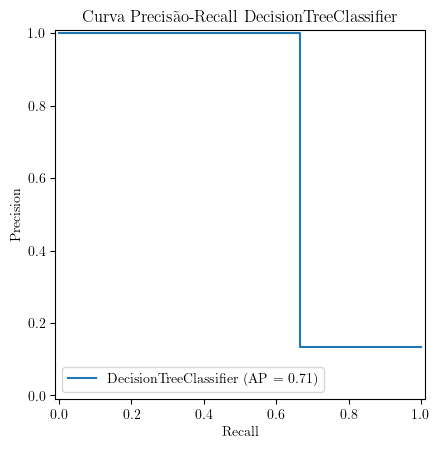 Curva Precisão-Recall DecisionTreeClassifier
1.0
0.8
0.6
0.4
0.2
0.0
Precision
DecisionTreeClassifier (AP = 0.71)
0.0 0.2 0.4 0.6 0.8 1.0
Recall